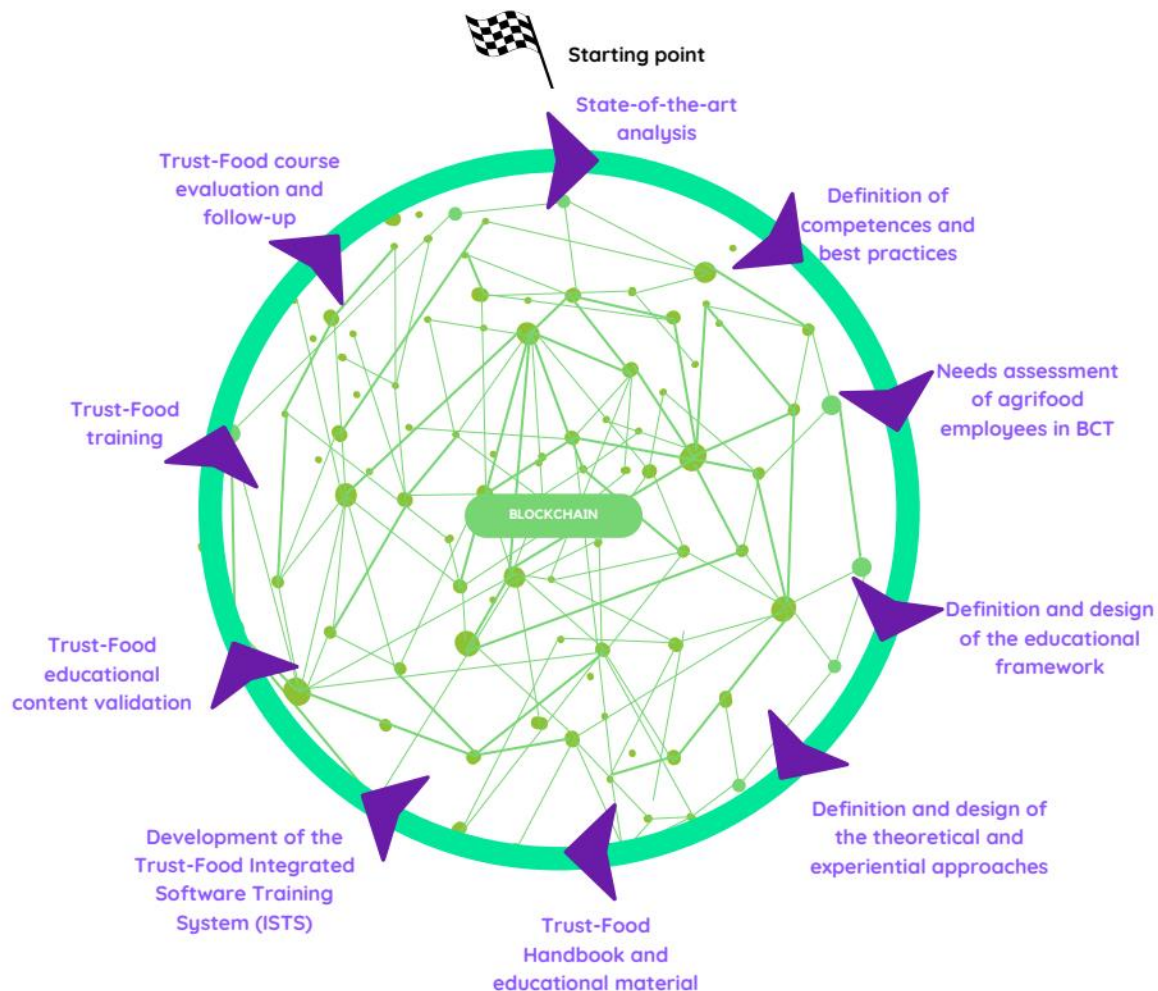 Starting point
State-of-the-art
analysis
Definition of
competences and
best practices
Needs assessment
of agrifood
employees in BCT
Definition and design
of the educational
framework
Definition and design of
the theoretical and
experiential approaches
Trust-Food
Handbook and
educational material
Development of the
Trust-Food Integrated
Software Training
System (ISTS)
Trust-Food
educational
content validation
Trust-Food
training
Trust-Food course
evaluation and
follow-up
BLOCKCHAIN